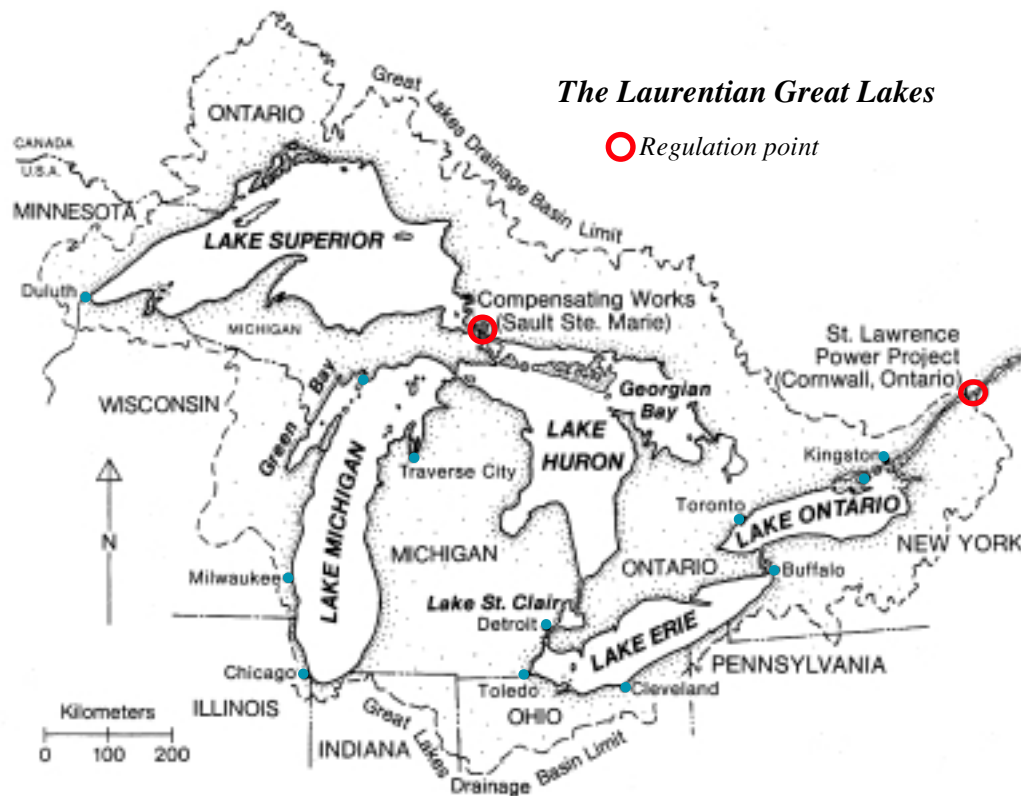 The Laurentian Great Lakes
Regulation point
Great Lakes Drainage Basin Limit
ONTARIO
CANADA
U.S.A.
MINNESOTA
LAKE SUPERIOR
Duluth
Compensating Works
(Sault Ste. Marie)
MICHIGAN
St. Lawrence
Power Project
(Cornwall, Ontario)
WISCONSIN
Green Bay
Georgian
Bay
LAKE
HURON
Traverse City
Kingston
Toronto
LAKE ONTARIO
NEW YORK
N
LAKE MICHIGAN
MICHIGAN
ONTARIO
Buffalo
Milwaukee
Lake St. Clair
Detroit
LAKE ERIE
PENNSYLVANIA
Chicago
Toledo
Cleveland
ILLINOIS
OHIO
INDIANA
Great Lakes
Drainage Basin Limit
Kilometers
0 100 200